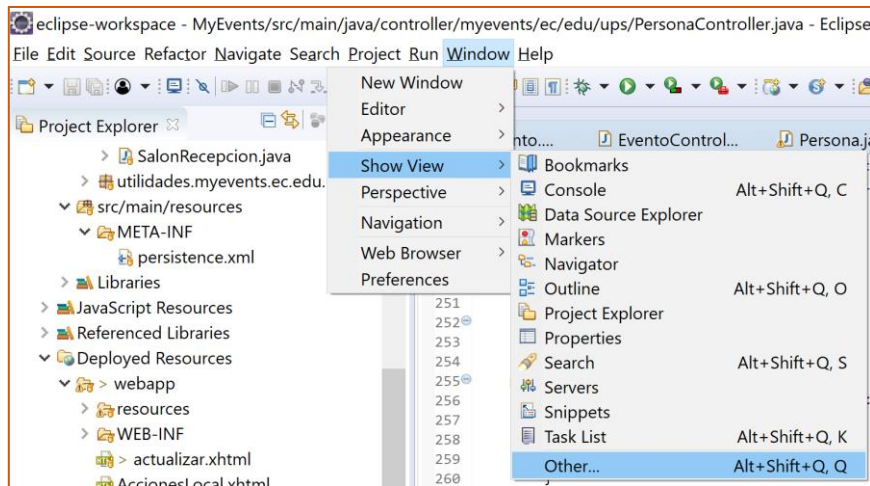 eclipse-workspace - MyEvents/src/main/java/controller/myevents/ec/edu/ups/PersonaController.java - Eclipse
File Edit Source Refactor Navigate Search Project Run Window Help
Project Explorer
SalonRecepcion.java
utilidades.myevents.ec.edu.
src/main/resources
META-INF
persistence.xml
Libraries
JavaScript Resources
Referenced Libraries
Deployed Resources
> webapp
resources
WEB-INF
> actualizar.xhtml
AccionesLocal.xhtml
New Window
Editor
Appearance
Show View
Perspective
Navigation
Web Browser
Preferences
nto....
EventoControl...
Persona.ja
Bookmarks
Console Alt+Shift+Q, C
Data Source Explorer
Markers
Navigator
Outline Alt+Shift+Q, O
Project Explorer
Properties
Search Alt+Shift+Q, S
Servers
Snippets
Task List Alt+Shift+Q, K
Other... Alt+Shift+Q, Q
251
252
253
254
255
256
257
258
259
260